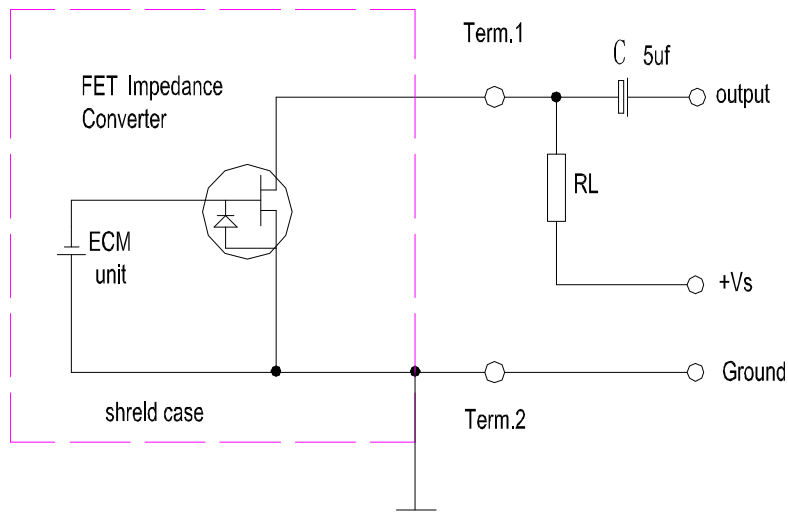 Term.1
C 5uf
output
FET Impedance
Converter
RL
ECM
unit
+Vs
Ground
shreld case
Term.2